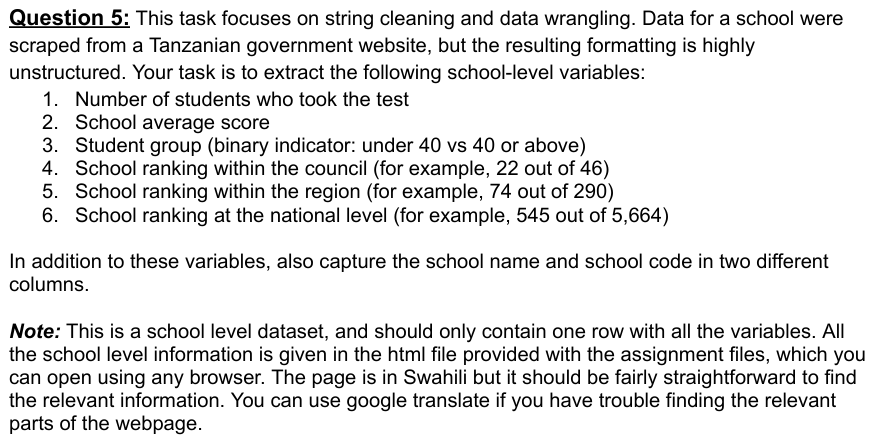 Question 5: This task focuses on string cleaning and data wrangling. Data for a school were
scraped from a Tanzanian government website, but the resulting formatting is highly
unstructured. Your task is to extract the following school-level variables:
1. Number of students who took the test
2. School average score
3. Student group (binary indicator: under 40 vs 40 or above)
4. School ranking within the council (for example, 22 out of 46)
5. School ranking within the region (for example, 74 out of 290)
6. School ranking at the national level (for example, 545 out of 5,664)
In addition to these variables, also capture the school name and school code in two different
columns.
Note: This is a school level dataset, and should only contain one row with all the variables. All
the school level information is given in the html file provided with the assignment files, which you
can open using any browser. The page is in Swahili but it should be fairly straightforward to find
the relevant information. You can use google translate if you have trouble finding the relevant
parts of the webpage.